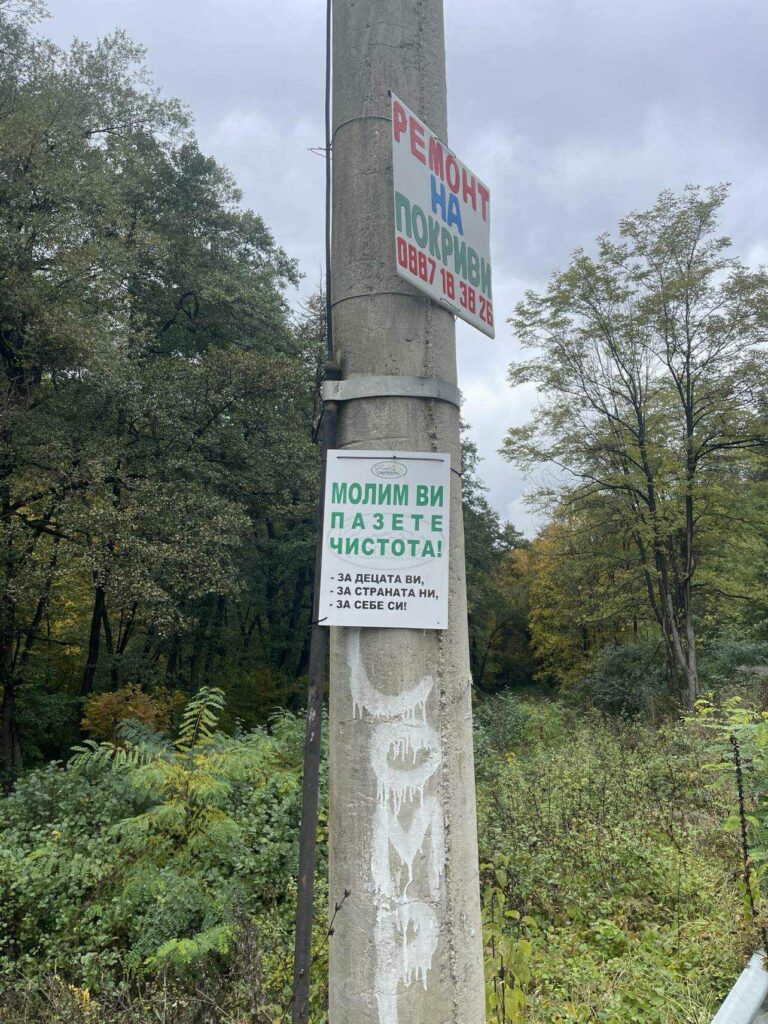 РЕМОНТ
НА
ПОКРИВИ
0887 18 38 26
МОЛИМ ВИ
ПАЗЕТЕ
ЧИСТОТА!
- ЗА ДЕЦАТА ВИ,
- ЗА СТРАНАТА НИ,
- ЗА СЕБЕ СИ!